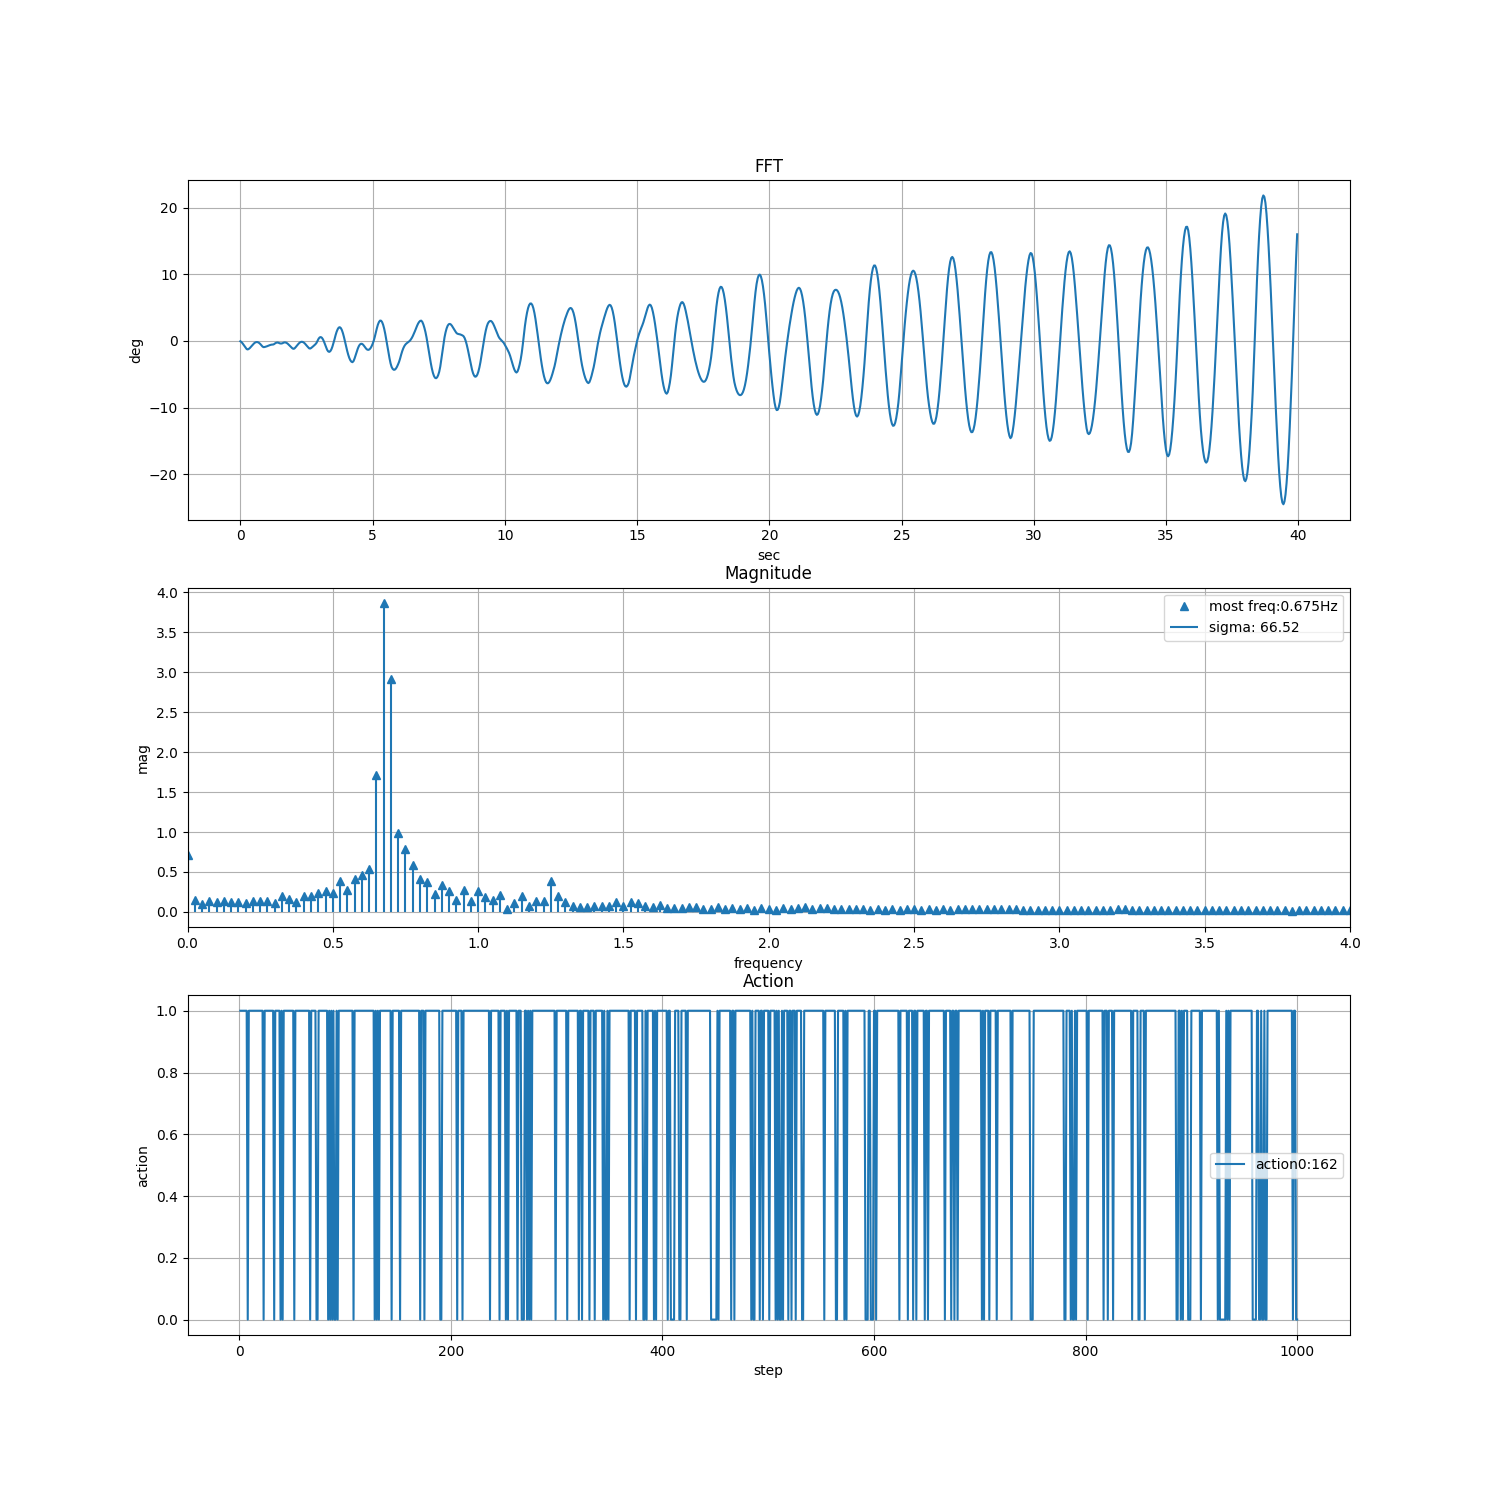 FFT
20
10
0
−10
−20
deg
0 5 10 15 20 25 30 35 40
sec
Magnitude
4.0
3.5
3.0
2.5
2.0
1.5
1.0
0.5
0.0
mag
most freq:0.675Hz
sigma: 66.52
0.0 0.5 1.0 1.5 2.0 2.5 3.0 3.5 4.0
frequency
Action
1.0
0.8
0.6
0.4
0.2
0.0
action
action0:162
0 200 400 600 800 1000
step